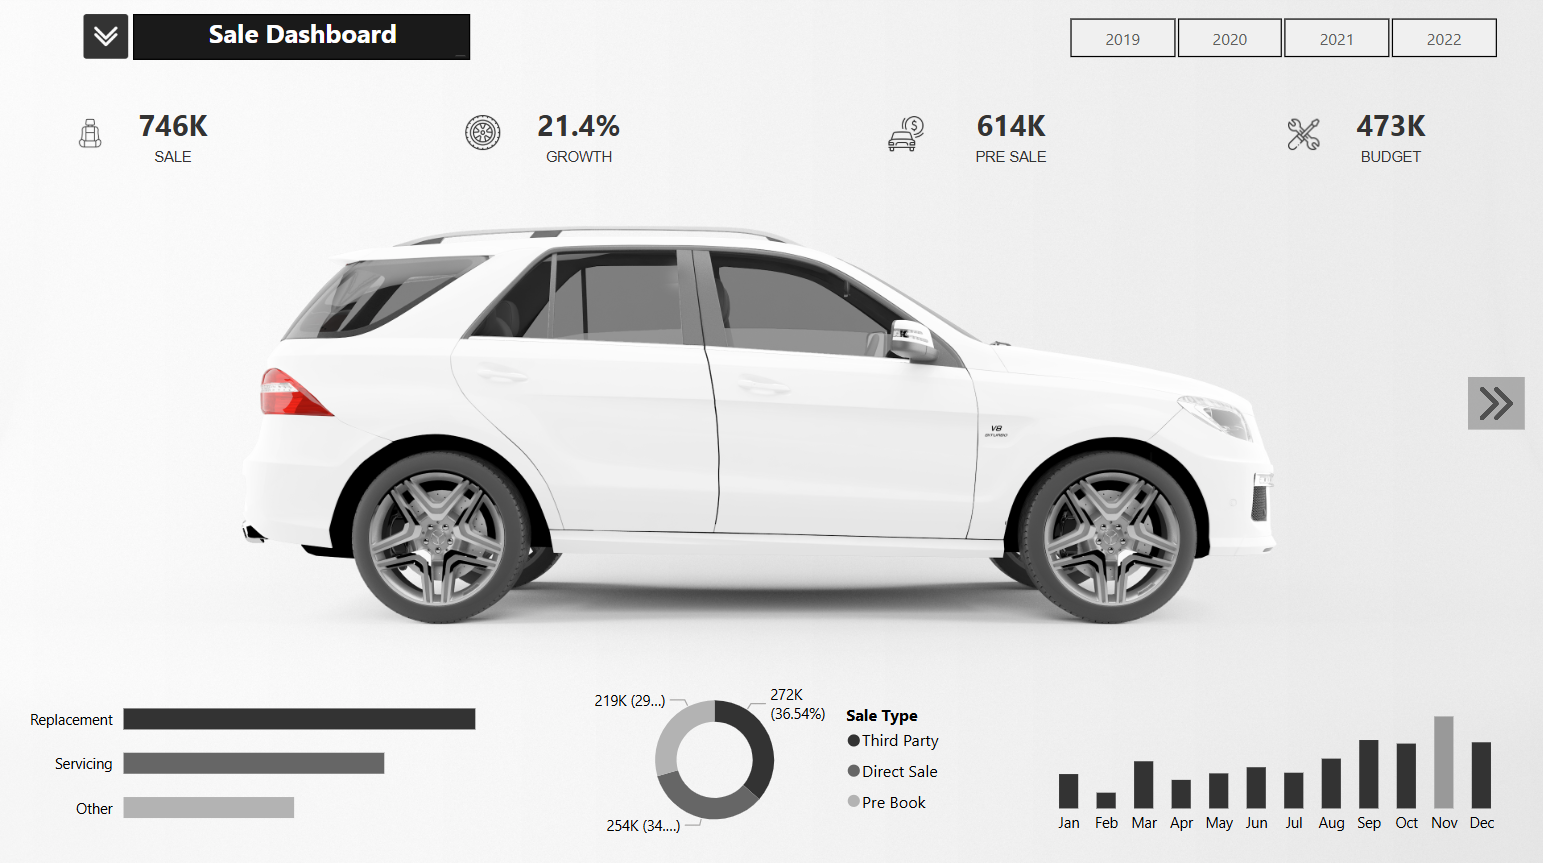 Sale Dashboard
2019
2020
2021
2022
746K
SALE
21.4%
GROWTH
614K
PRE SALE
473K
BUDGET
V8
BITURBO
Replacement
Servicing
Other
219K (29...)
272K
(36.54%)
254K (34....)
Sale Type
Third Party
Direct Sale
Pre Book
Jan Feb Mar Apr May Jun Jul Aug Sep Oct Nov Dec